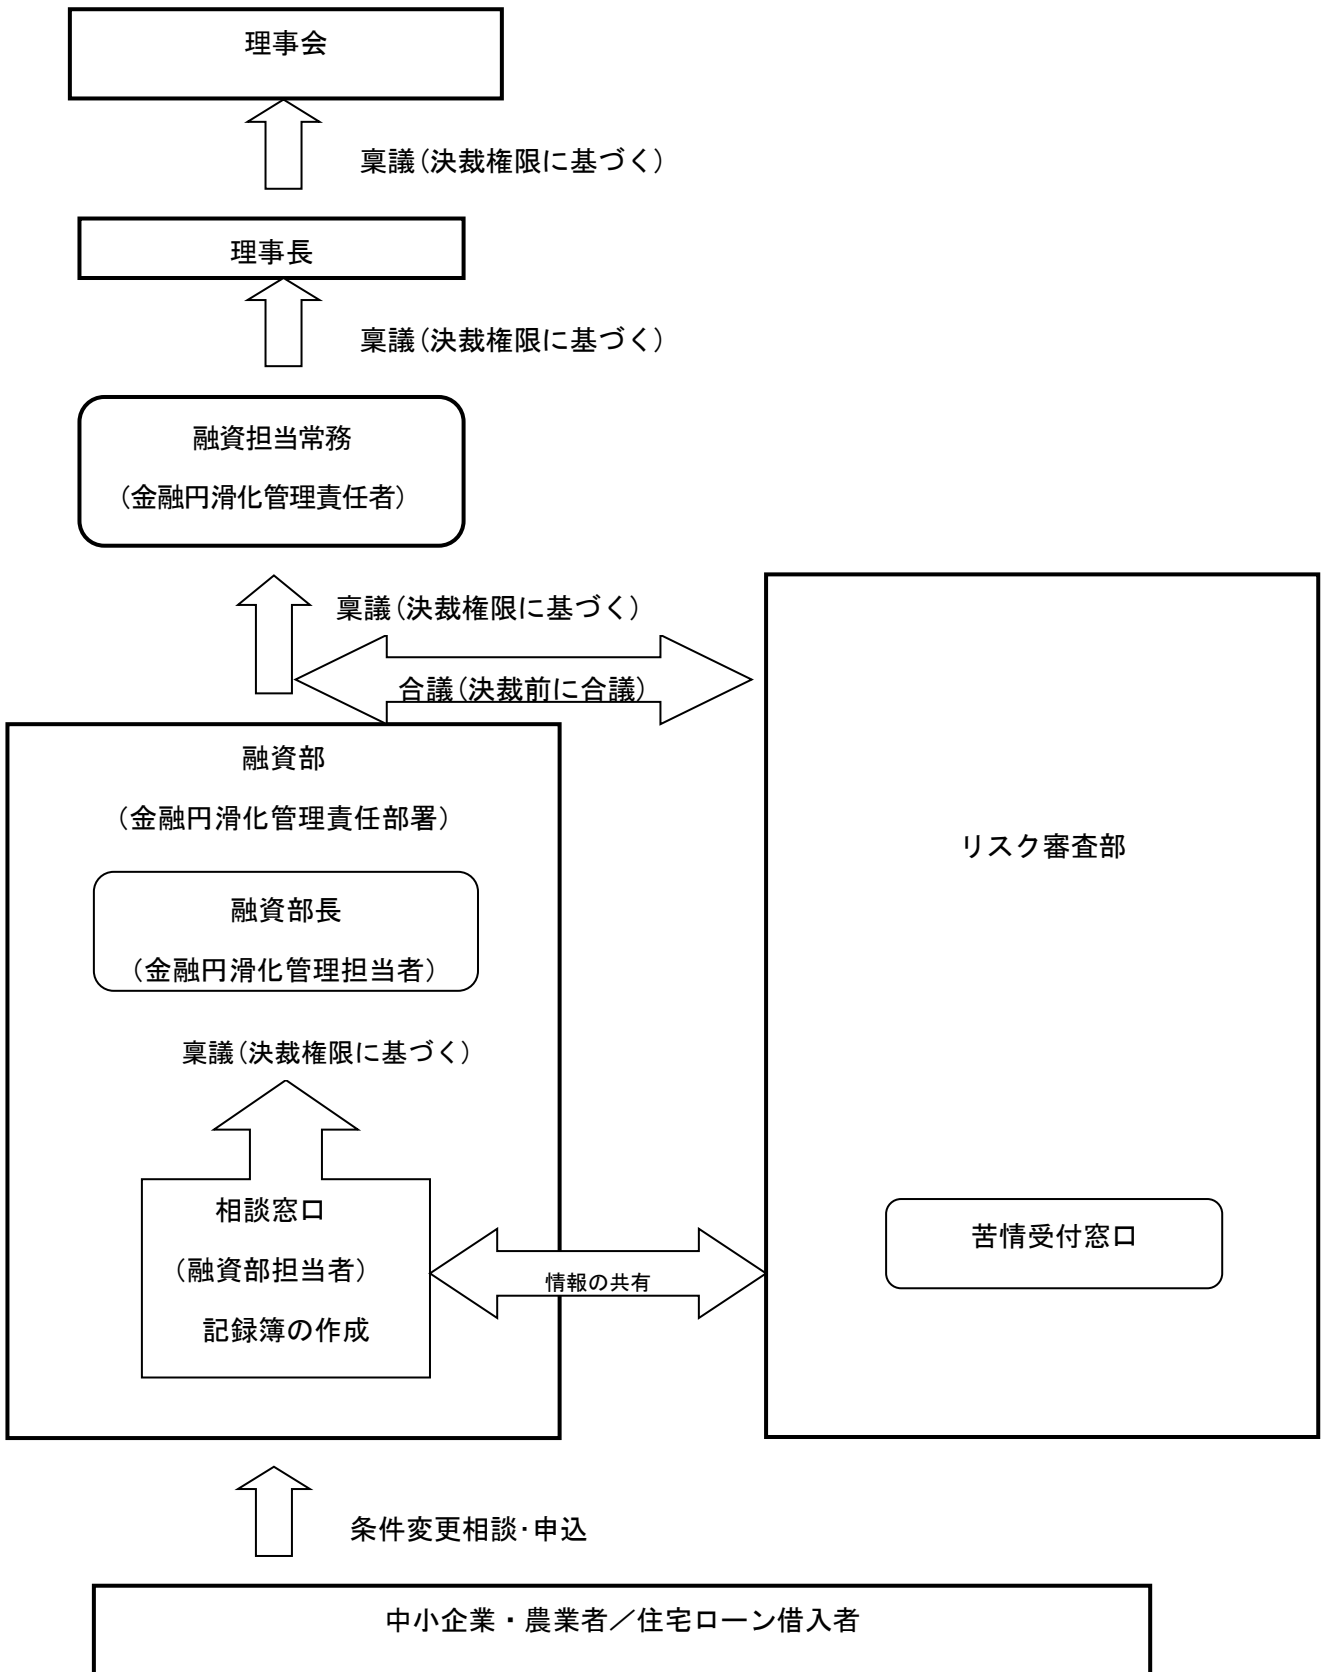 理事会
稟議(決裁権限に基づく)
理事長
稟議(決裁権限に基づく)
融資担当常務
(金融円滑化管理責任者)
稟議(決裁権限に基づく)
合議(決裁前に合議)
融資部
(金融円滑化管理責任部署)
リスク審査部
融資部長
(金融円滑化管理担当者)
稟議(決裁権限に基づく)
相談窓口
(融資部担当者)
記録簿の作成
情報の共有
苦情受付窓口
条件変更相談・申込
中小企業・農業者／住宅ローン借入者